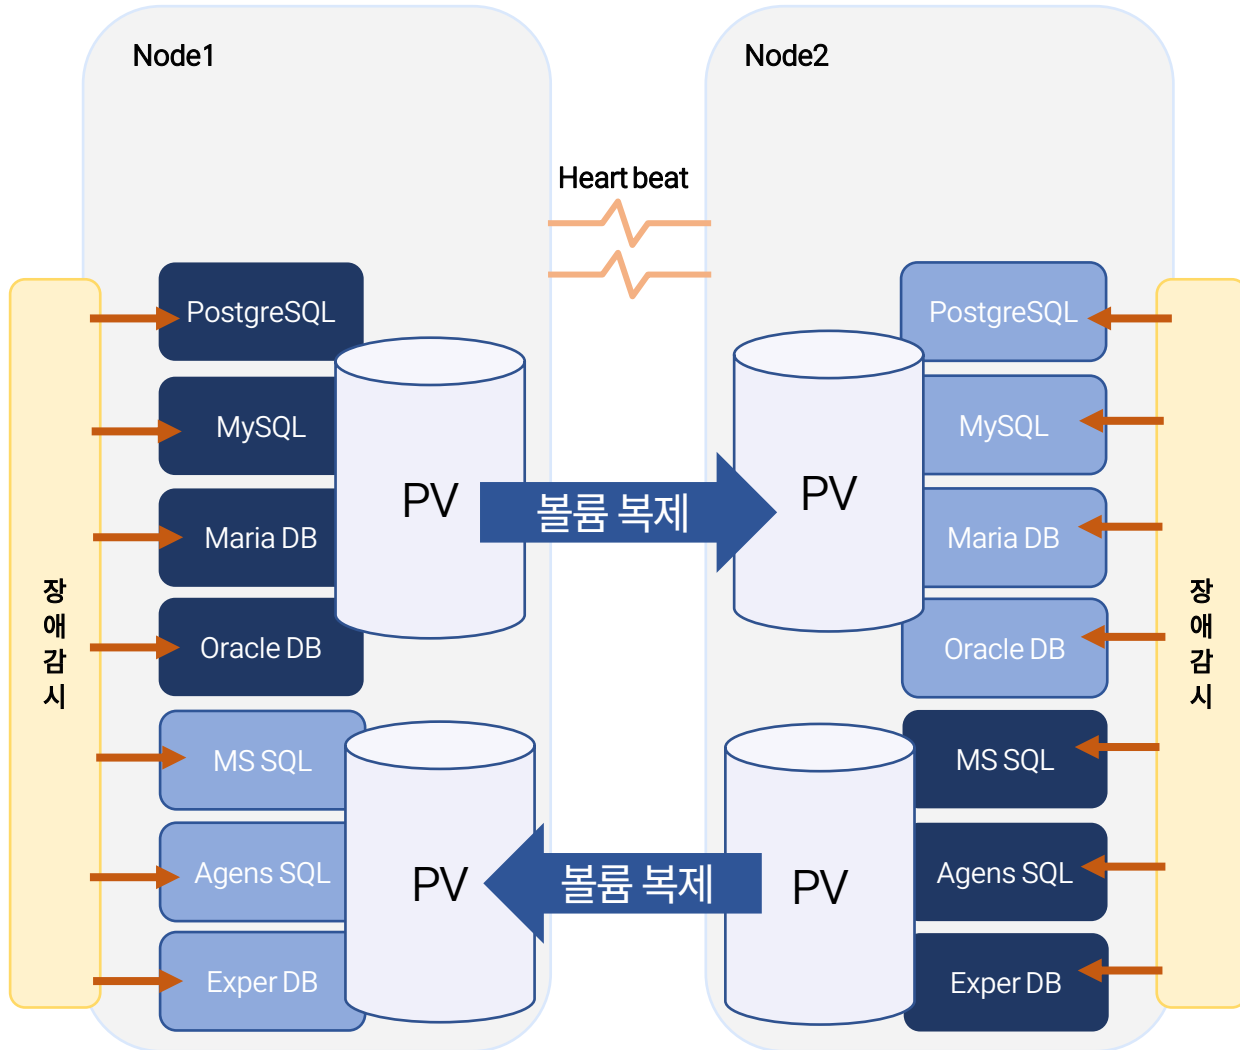 Node1
Node2
Heart beat
PostgreSQL
MySQL
Maria DB
Oracle DB
MS SQL
Agens SQL
Exper DB
PV
볼륨 복제
PV
PV
볼륨 복제
PV
PostgreSQL
MySQL
Maria DB
Oracle DB
MS SQL
Agens SQL
Exper DB
장
애
감
시
장
애
감
시